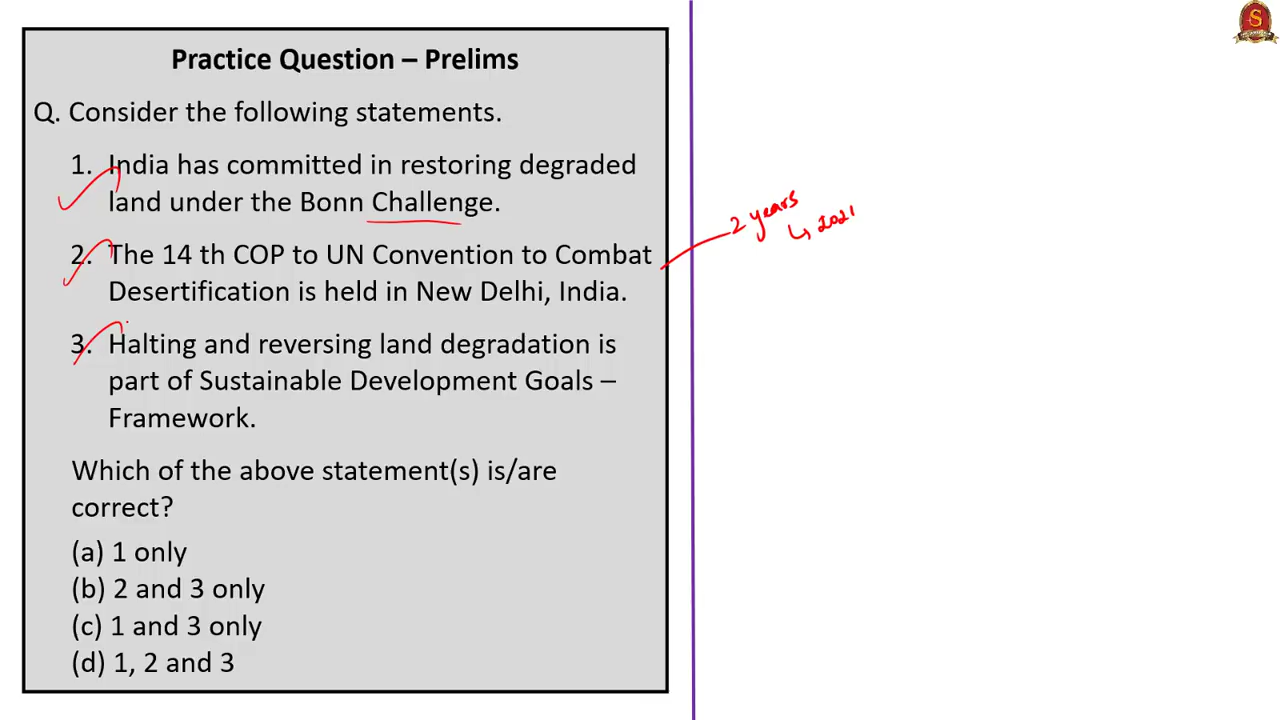 Practice Question – Prelims
Q. Consider the following statements.
1. India has committed in restoring degraded
land under the Bonn Challenge.
2. The 14 th COP to UN Convention to Combat
Desertification is held in New Delhi, India.
3. Halting and reversing land degradation is
part of Sustainable Development Goals –
Framework.
Which of the above statement(s) is/are
correct?
(a) 1 only
(b) 2 and 3 only
(c) 1 and 3 only
(d) 1, 2 and 3
2 years
↳ 2021
S